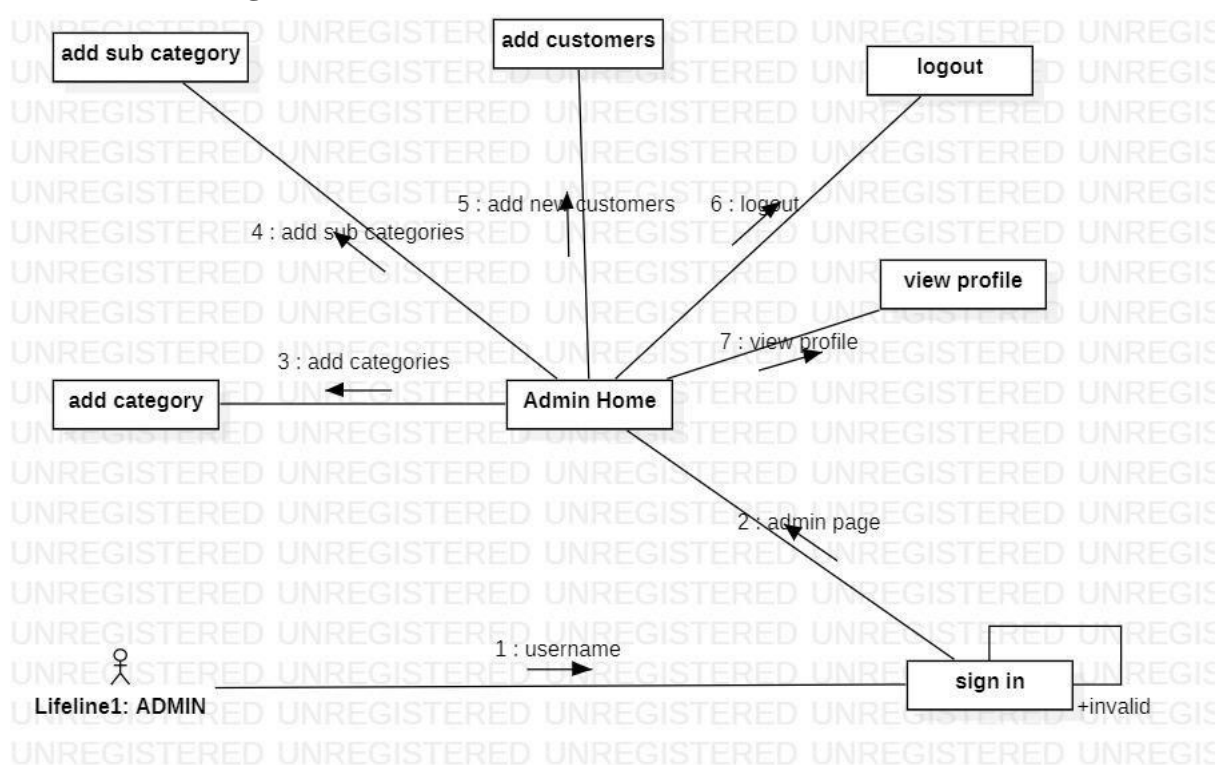 add sub category
add customers
logout
5 : add new customers
6 : logout
4 : add sub categories
view profile
7 : view profile
3 : add categories
add category
Admin Home
2 : admin page
1 : username
sign in
Lifeline1: ADMIN
+invalid
UNREGISTERED